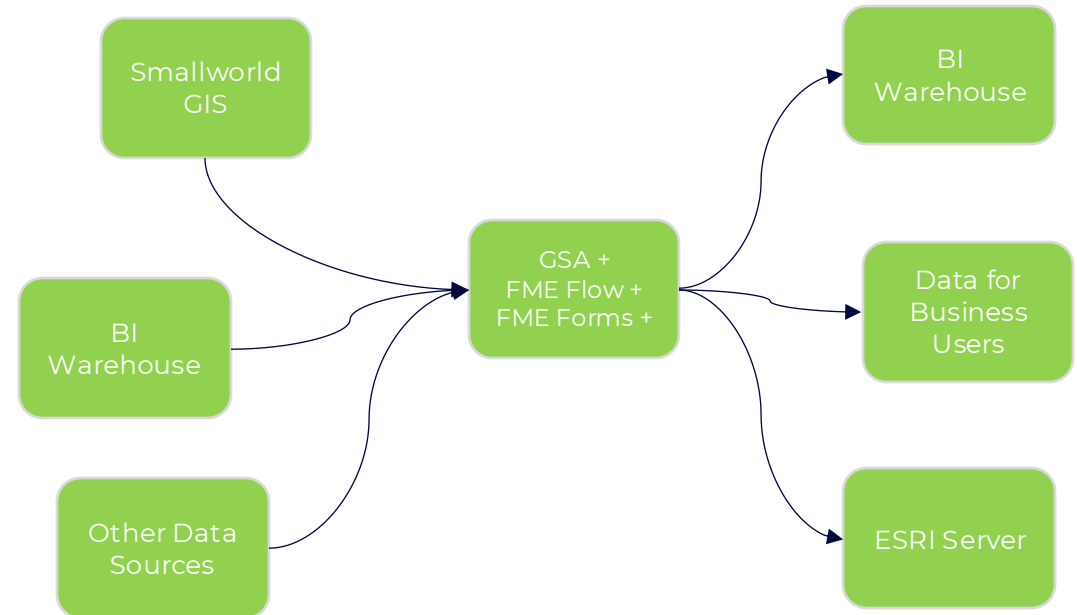 Smallworld
GIS
BI
Warehouse
Other Data
Sources
GSA +
FME Flow +
FME Forms +
BI
Warehouse
Data for
Business
Users
ESRI Server